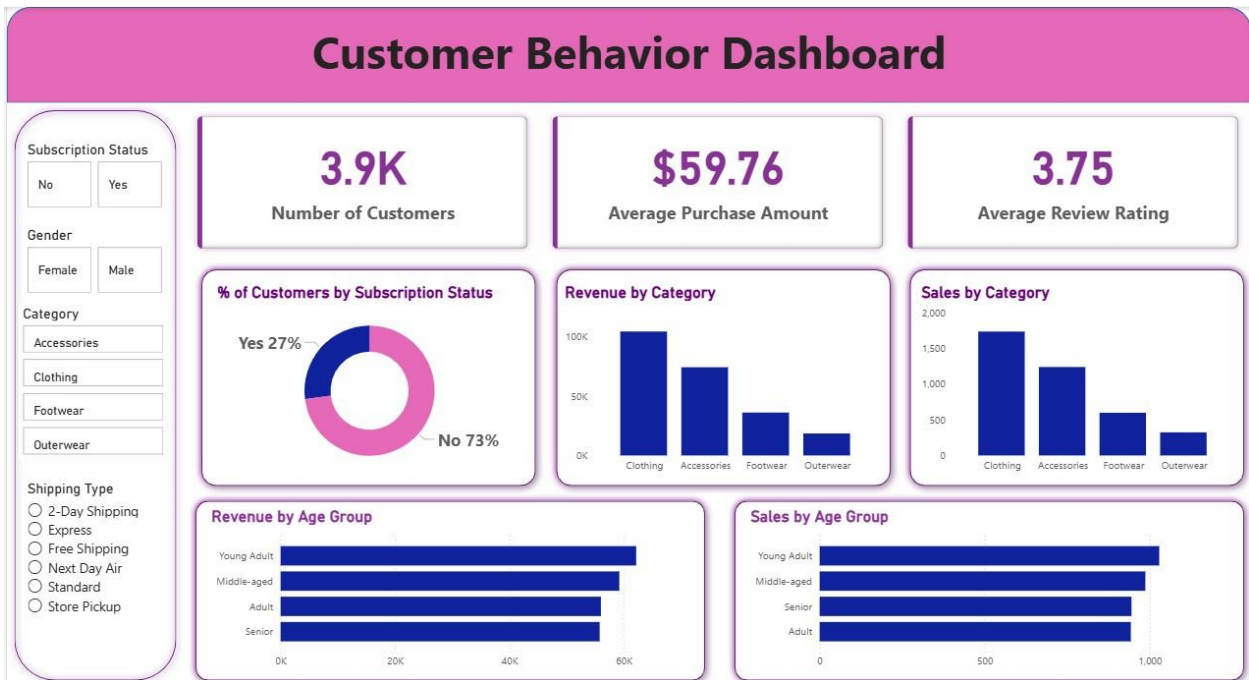 Customer Behavior Dashboard
Subscription Status
No Yes
Gender
Female Male
Category
Accessories
Clothing
Footwear
Outerwear
Shipping Type
2-Day Shipping
Express
Free Shipping
Next Day Air
Standard
Store Pickup
3.9K
Number of Customers
$59.76
Average Purchase Amount
3.75
Average Review Rating
% of Customers by Subscription Status
Yes 27%
No 73%
Revenue by Category
100K
50K
0K
Clothing Accessories Footwear Outerwear
Sales by Category
2,000
1,500
1,000
500
0
Clothing Accessories Footwear Outerwear
Revenue by Age Group
Young Adult
Middle-aged
Adult
Senior
0K 20K 40K 60K
Sales by Age Group
Young Adult
Middle-aged
Senior
Adult
0 500 1,000